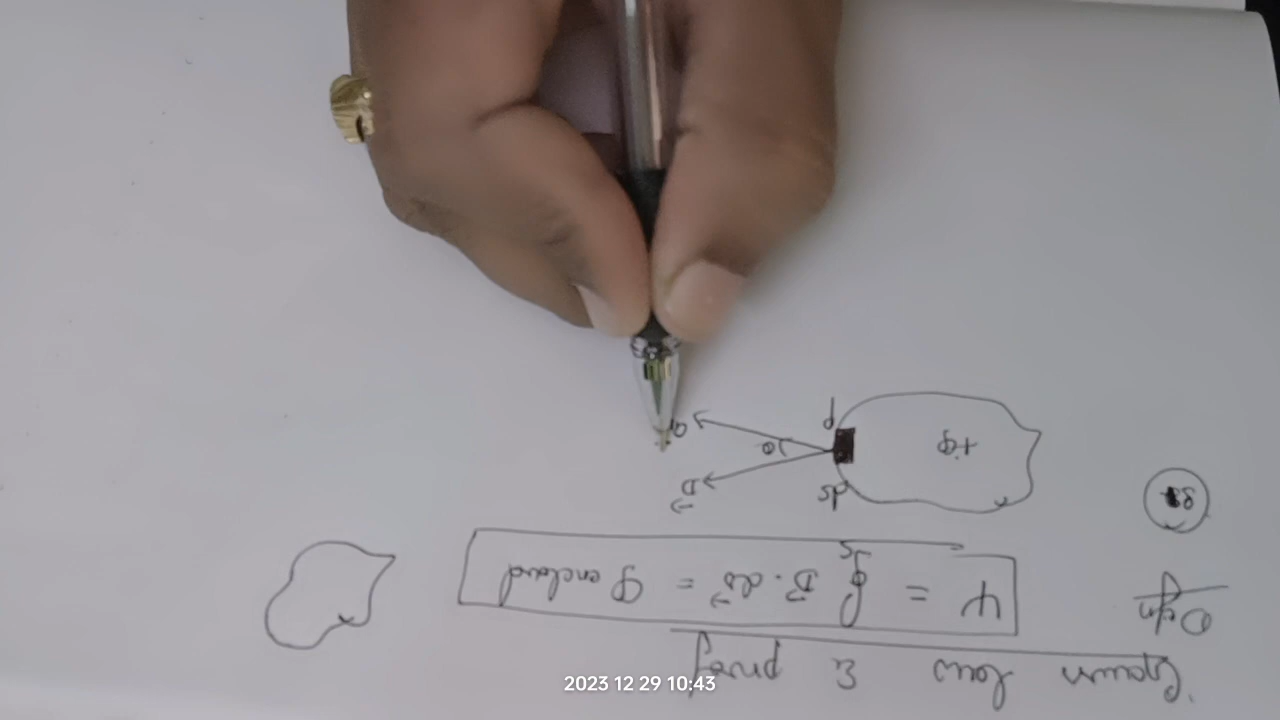 Gauss law & proof
Defn
Ψ = ∮s D⃗ . ds⃗ = Q enclosed
ds
D⃗
+Q
θ
P
2023 12 29 10:43